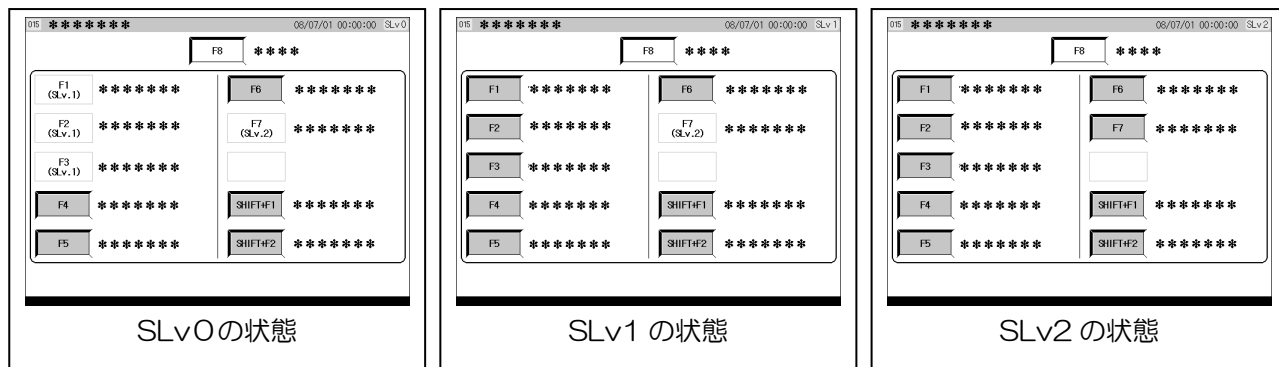 015 ******* 08/07/01 00:00:00 SLv0
F8 ****
F1 (SLv.1) ******* F6 *******
F2 (SLv.1) ******* F7 (SLv.2) *******
F3 (SLv.1) *******
F4 ******* SHIFT+F1 *******
F5 ******* SHIFT+F2 *******
SLv0の状態
015 ******* 08/07/01 00:00:00 SLv1
F8 ****
F1 ******* F6 *******
F2 ******* F7 (SLv.2) *******
F3 *******
F4 ******* SHIFT+F1 *******
F5 ******* SHIFT+F2 *******
SLv1 の状態
015 ******* 08/07/01 00:00:00 SLv2
F8 ****
F1 ******* F6 *******
F2 ******* F7 *******
F3 *******
F4 ******* SHIFT+F1 *******
F5 ******* SHIFT+F2 *******
SLv2 の状態